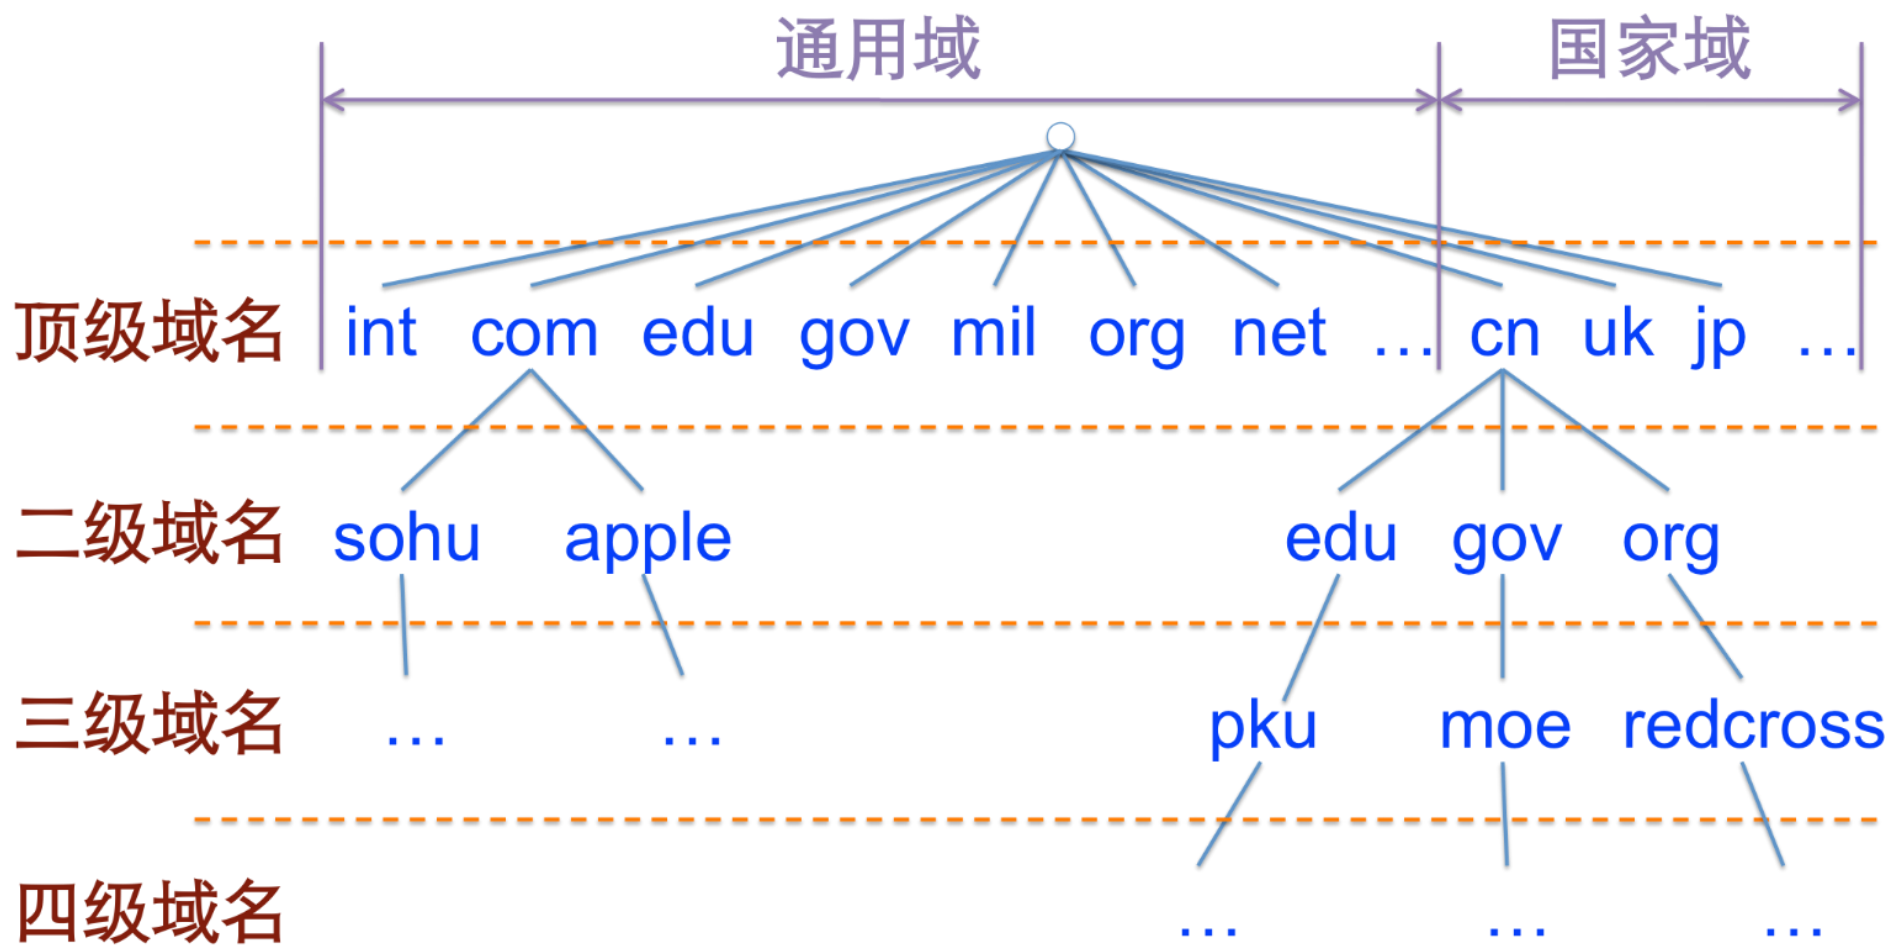 通用域 国家域
顶级域名 int com edu gov mil org net … cn uk jp …
二级域名 sohu apple edu gov org
三级域名 … … pku moe redcross
四级域名 … … …